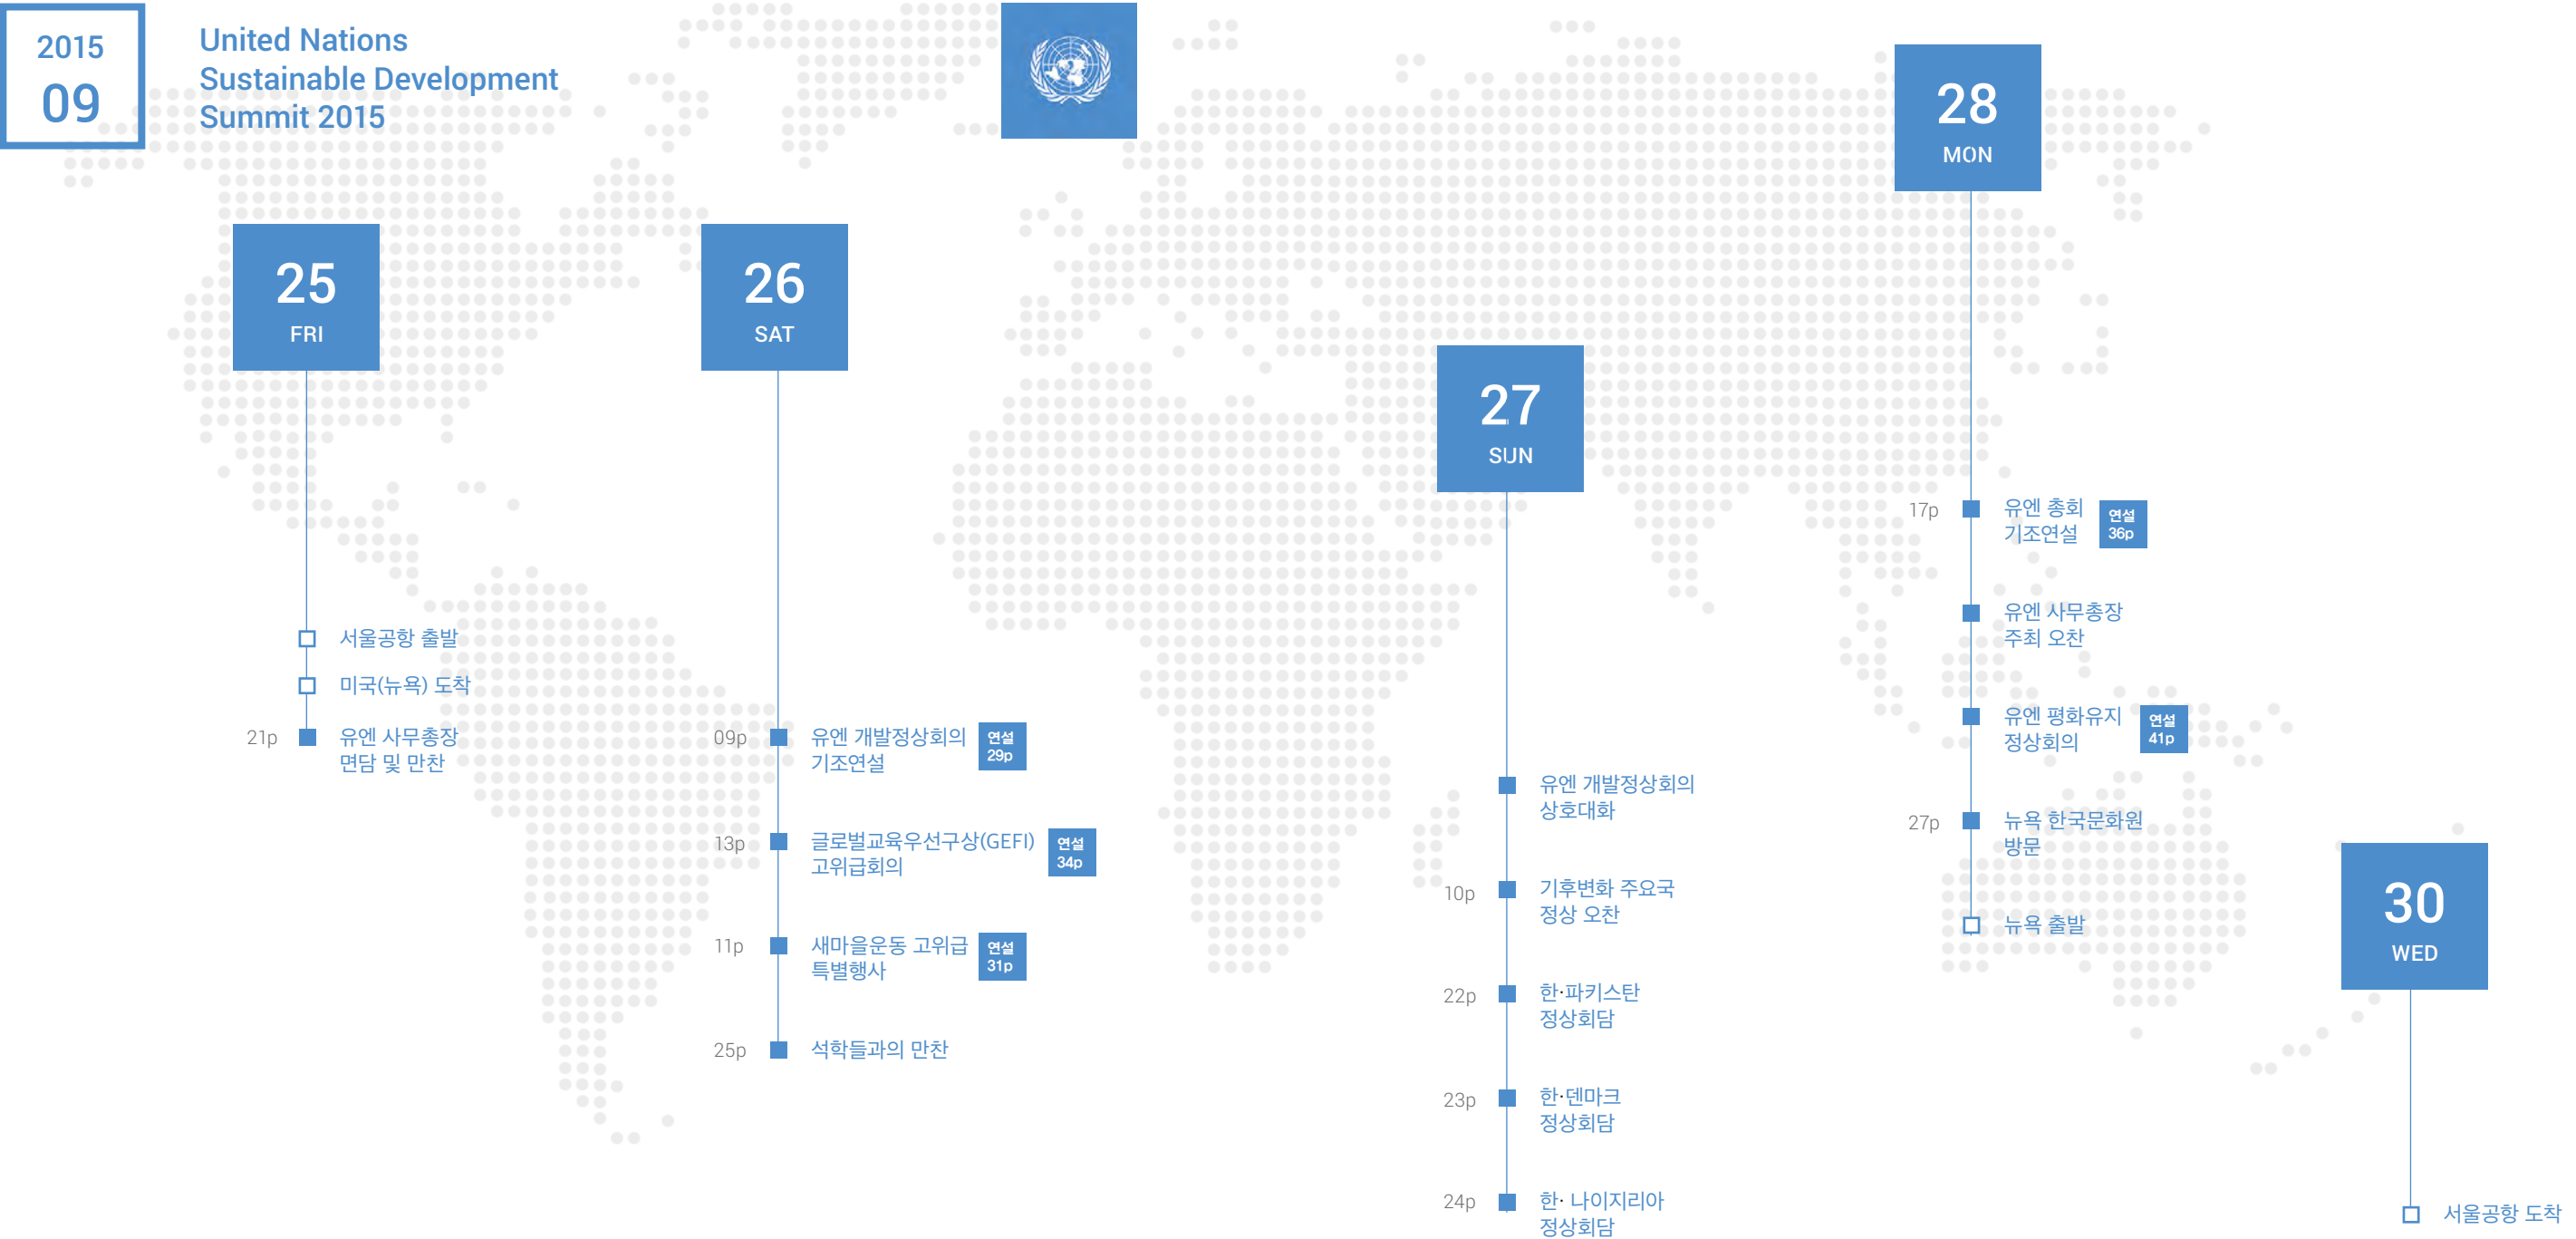 2015
09
United Nations
Sustainable Development
Summit 2015
25
FRI
서울공항 출발
미국(뉴욕) 도착
21p
유엔 사무총장
면담 및 만찬
26
SAT
09p
유엔 개발정상회의
기조연설
연설
29p
13p
글로벌교육우선구상(GEFI)
고위급회의
연설
34p
11p
새마을운동 고위급
특별행사
연설
31p
25p
석학들과의 만찬
27
SUN
유엔 개발정상회의
상호대화
10p
기후변화 주요국
정상 오찬
22p
한·파키스탄
정상회담
23p
한·덴마크
정상회담
24p
한· 나이지리아
정상회담
28
MON
17p
유엔 총회
기조연설
연설
36p
유엔 사무총장
주최 오찬
유엔 평화유지
정상회의
연설
41p
27p
뉴욕 한국문화원
방문
뉴욕 출발
30
WED
서울공항 도착